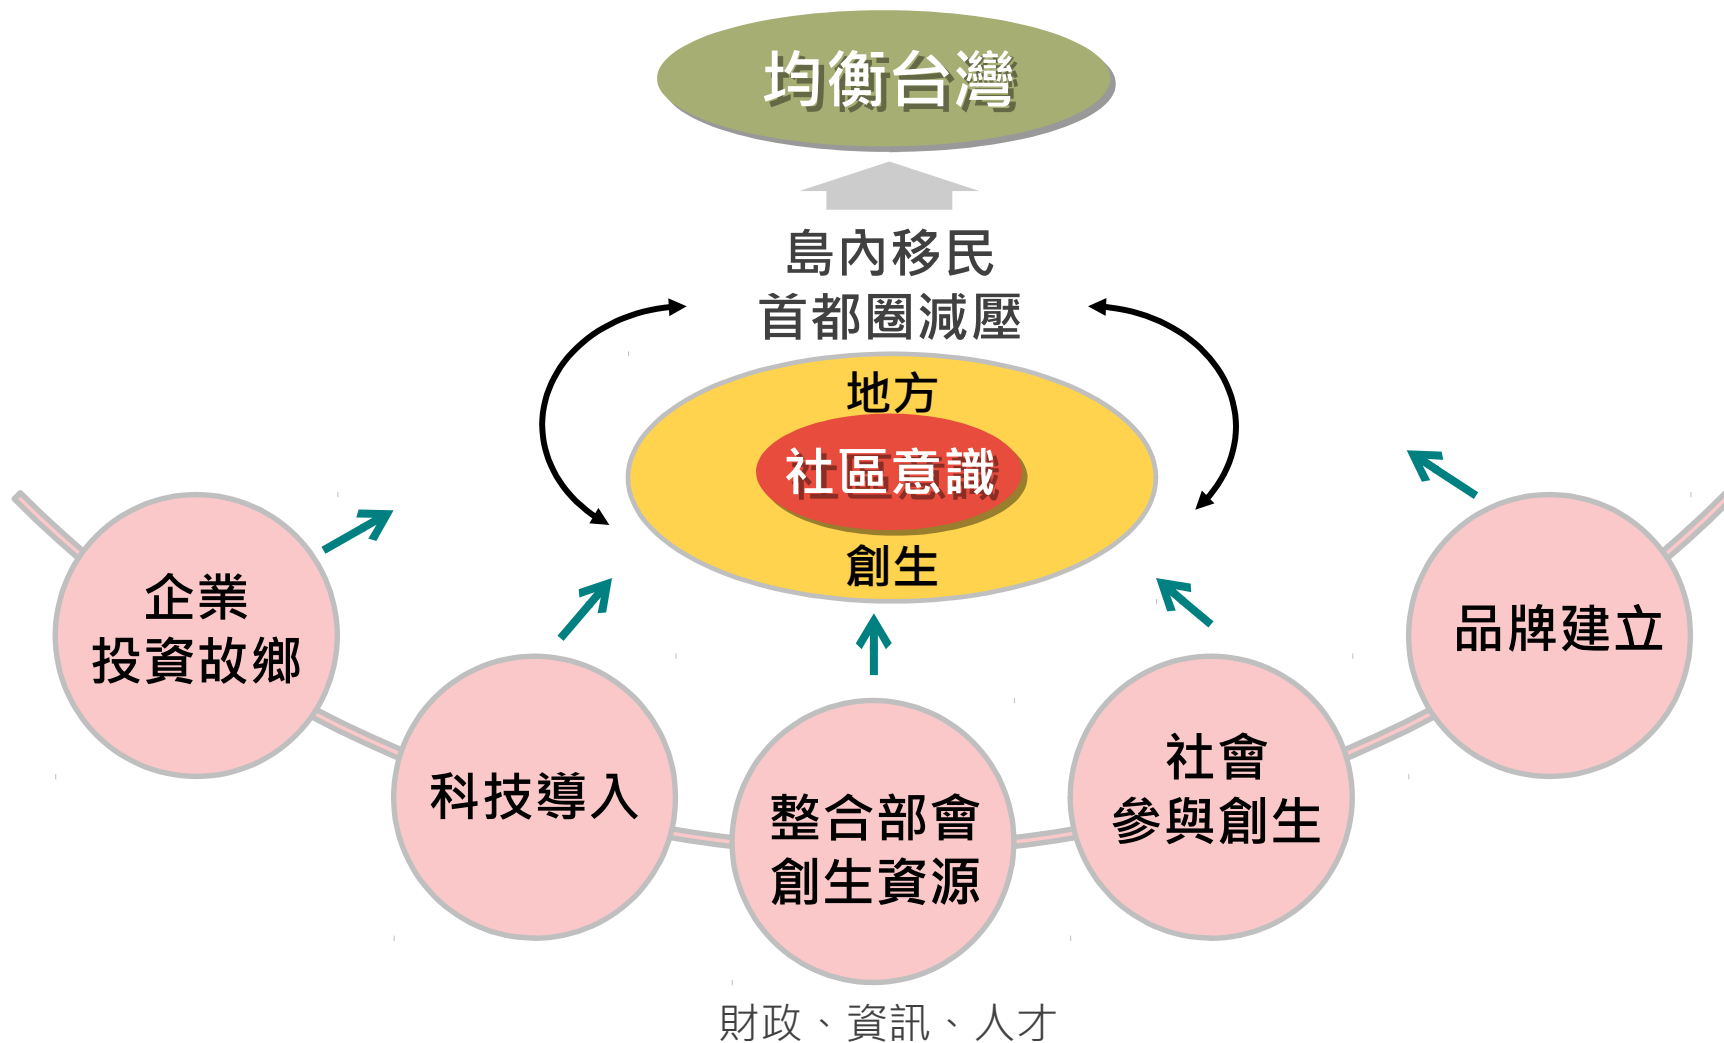 均衡台灣
島內移民
首都圈減壓
地方
社區意識
創生
企業
投資故鄉
科技導入
整合部會
創生資源
社會
參與創生
品牌建立
財政、資訊、人才